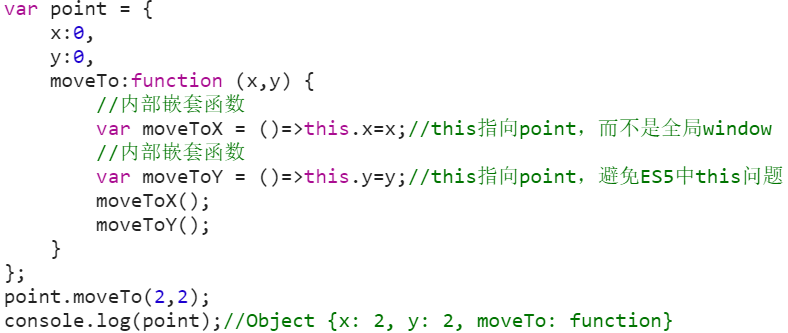 var point = {
    x:0,
    y:0,
    moveTo:function (x,y) {
        //内部嵌套函数
        var moveToX = ()=>this.x=x;//this指向point，而不是全局window
        //内部嵌套函数
        var moveToY = ()=>this.y=y;//this指向point，避免ES5中this问题
        moveToX();
        moveToY();
    }
};
point.moveTo(2,2);
console.log(point);//Object {x: 2, y: 2, moveTo: function}